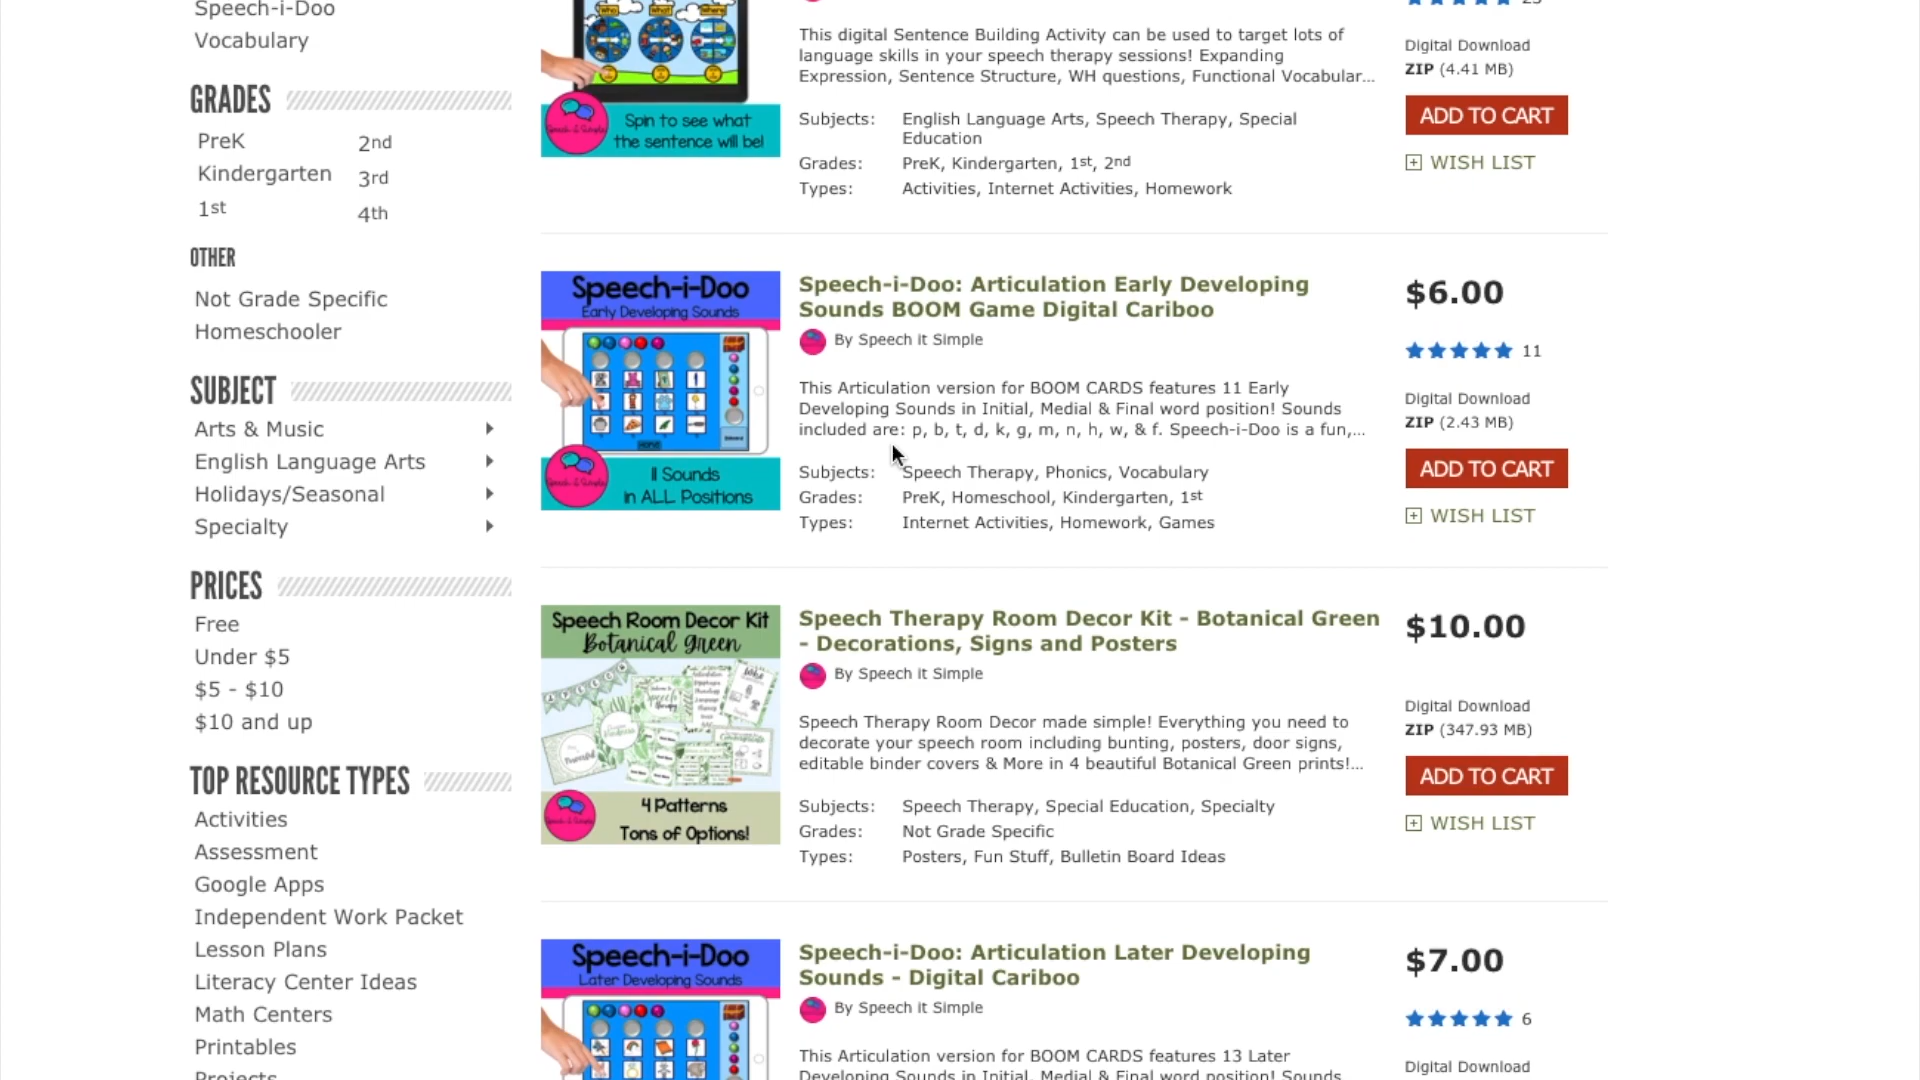 Speech-i-Doo
Vocabulary
GRADES
PreK
Kindergarten
1st
2nd
3rd
4th
OTHER
Not Grade Specific
Homeschooler
SUBJECT
Arts & Music
English Language Arts
Holidays/Seasonal
Specialty
PRICES
Free
Under $5
$5 - $10
$10 and up
TOP RESOURCE TYPES
Activities
Assessment
Google Apps
Independent Work Packet
Lesson Plans
Literacy Center Ideas
Math Centers
Printables
Projects
Who
What
Where
Spin to see what
the sentence will be!
This digital Sentence Building Activity can be used to target lots of
language skills in your speech therapy sessions! Expanding
Expression, Sentence Structure, WH questions, Functional Vocabular...
Subjects: English Language Arts, Speech Therapy, Special
Education
Grades: PreK, Kindergarten, 1st, 2nd
Types: Activities, Internet Activities, Homework
Digital Download
ZIP (4.41 MB)
ADD TO CART
WISH LIST
Speech-i-Doo
Early Developing Sounds
11 Sounds
in ALL Positions
Speech-i-Doo: Articulation Early Developing
Sounds BOOM Game Digital Cariboo
By Speech it Simple
This Articulation version for BOOM CARDS features 11 Early
Developing Sounds in Initial, Medial & Final word position! Sounds
included are: p, b, t, d, k, g, m, n, h, w, & f. Speech-i-Doo is a fun,...
Subjects: Speech Therapy, Phonics, Vocabulary
Grades: PreK, Homeschool, Kindergarten, 1st
Types: Internet Activities, Homework, Games
$6.00
11
Digital Download
ZIP (2.43 MB)
ADD TO CART
WISH LIST
Speech Room Decor Kit
Botanical Green
4 Patterns
Tons of Options!
Speech Therapy Room Decor Kit - Botanical Green
- Decorations, Signs and Posters
By Speech it Simple
Speech Therapy Room Decor made simple! Everything you need to
decorate your speech room including bunting, posters, door signs,
editable binder covers & More in 4 beautiful Botanical Green prints!...
Subjects: Speech Therapy, Special Education, Specialty
Grades: Not Grade Specific
Types: Posters, Fun Stuff, Bulletin Board Ideas
$10.00
Digital Download
ZIP (347.93 MB)
ADD TO CART
WISH LIST
Speech-i-Doo
Later Developing Sounds
Speech-i-Doo: Articulation Later Developing
Sounds - Digital Cariboo
By Speech it Simple
This Articulation version for BOOM CARDS features 13 Later
Developing Sounds in Initial, Medial & Final word position! Sounds
$7.00
6
Digital Download